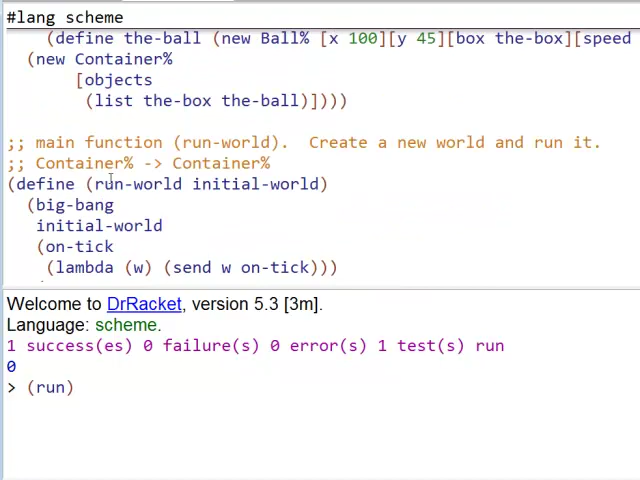 #lang scheme
(define the-ball (new Ball% [x 100][y 45][box the-box][speed
(new Container%
[objects
(list the-box the-ball)])))
;; main function (run-world).  Create a new world and run it.
;; Container% -> Container%
(define (run-world initial-world)
(big-bang
initial-world
(on-tick
(lambda (w) (send w on-tick)))
Welcome to DrRacket, version 5.3 [3m].
Language: scheme.
1 success(es) 0 failure(s) 0 error(s) 1 test(s) run
0
> (run)